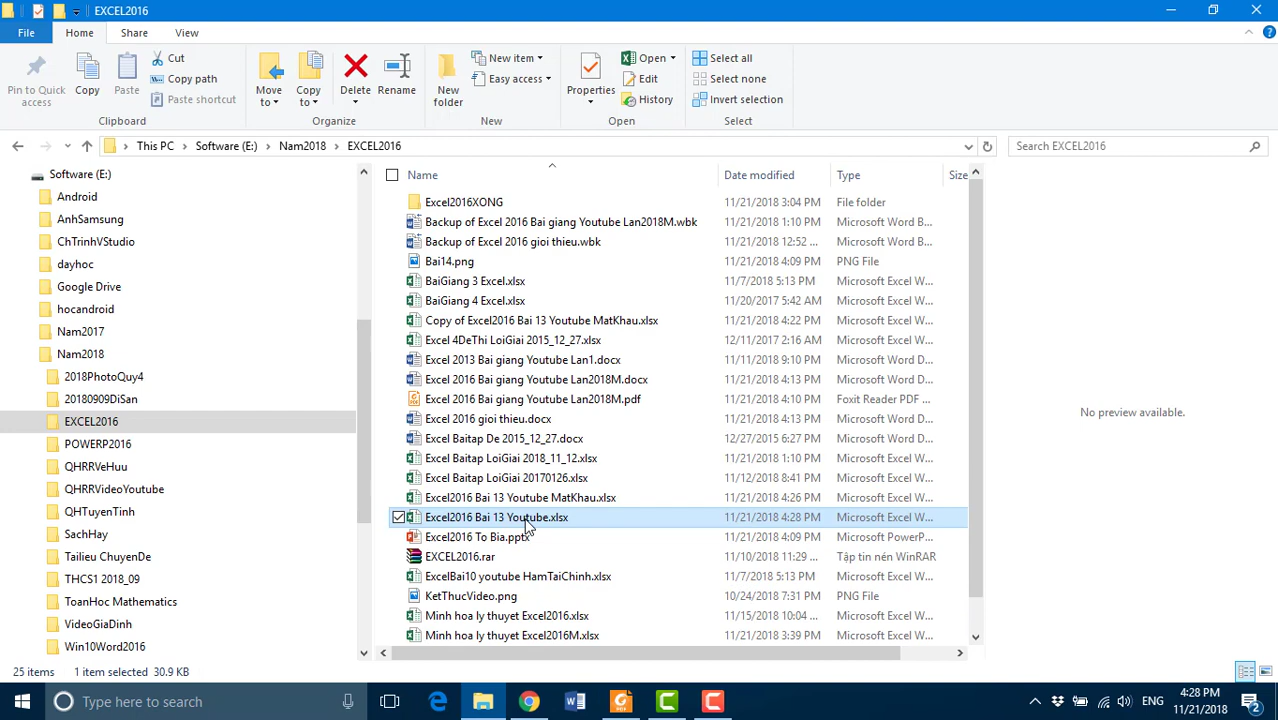 EXCEL2016
File Home Share View
Pin to Quick access
Copy
Paste
Cut
Copy path
Paste shortcut
Clipboard
Move to
Copy to
Delete
Rename
Organize
New folder
New item
Easy access
New
Properties
Open
Edit
History
Open
Select all
Select none
Invert selection
Select
This PC Software (E:) Nam2018 EXCEL2016
Search EXCEL2016
Software (E:)
Android
AnhSamsung
ChTrinhVStudio
dayhoc
Google Drive
hocandroid
Nam2017
Nam2018
2018PhotoQuy4
20180909DiSan
EXCEL2016
POWERP2016
QHRRVeHuu
QHRRVideoYoutube
QHTuyenTinh
SachHay
Tailieu ChuyenDe
THCS1 2018_09
ToanHoc Mathematics
VideoGiaDinh
Win10Word2016
Name Date modified Type Size
Excel2016XONG 11/21/2018 3:04 PM File folder
Backup of Excel 2016 Bai giang Youtube Lan2018M.wbk 11/21/2018 1:10 PM Microsoft Word B...
Backup of Excel 2016 gioi thieu.wbk 11/21/2018 12:52 ... Microsoft Word B...
Bai14.png 11/21/2018 4:09 PM PNG File
BaiGiang 3 Excel.xlsx 11/7/2018 5:13 PM Microsoft Excel W...
BaiGiang 4 Excel.xlsx 11/20/2017 5:42 AM Microsoft Excel W...
Copy of Excel2016 Bai 13 Youtube MatKhau.xlsx 11/21/2018 4:22 PM Microsoft Excel W...
Excel 4DeThi LoiGiai 2015_12_27.xlsx 12/11/2017 2:16 AM Microsoft Excel W...
Excel 2013 Bai giang Youtube Lan1.docx 11/11/2018 9:10 PM Microsoft Word D...
Excel 2016 Bai giang Youtube Lan2018M.docx 11/21/2018 4:13 PM Microsoft Word D...
Excel 2016 Bai giang Youtube Lan2018M.pdf 11/21/2018 4:10 PM Foxit Reader PDF ...
Excel 2016 gioi thieu.docx 11/21/2018 4:13 PM Microsoft Word D...
Excel Baitap De 2015_12_27.docx 12/27/2015 6:27 PM Microsoft Word D...
Excel Baitap LoiGiai 2018_11_12.xlsx 11/21/2018 1:10 PM Microsoft Excel W...
Excel Baitap LoiGiai 20170126.xlsx 11/12/2018 8:41 PM Microsoft Excel W...
Excel2016 Bai 13 Youtube MatKhau.xlsx 11/21/2018 4:26 PM Microsoft Excel W...
Excel2016 Bai 13 Youtube.xlsx 11/21/2018 4:28 PM Microsoft Excel W...
Excel2016 To Bia.pptx 11/21/2018 4:09 PM Microsoft PowerP...
EXCEL2016.rar 11/10/2018 11:29 ... Tập tin nén WinRAR
ExcelBai10 youtube HamTaiChinh.xlsx 11/7/2018 5:13 PM Microsoft Excel W...
KetThucVideo.png 10/24/2018 7:31 PM PNG File
Minh hoa ly thuyet Excel2016.xlsx 11/15/2018 10:04 ... Microsoft Excel W...
Minh hoa ly thuyet Excel2016M.xlsx 11/21/2018 3:39 PM Microsoft Excel W...
No preview available.
25 items 1 item selected 30.9 KB
Type here to search
ENG
4:28 PM
11/21/2018
2